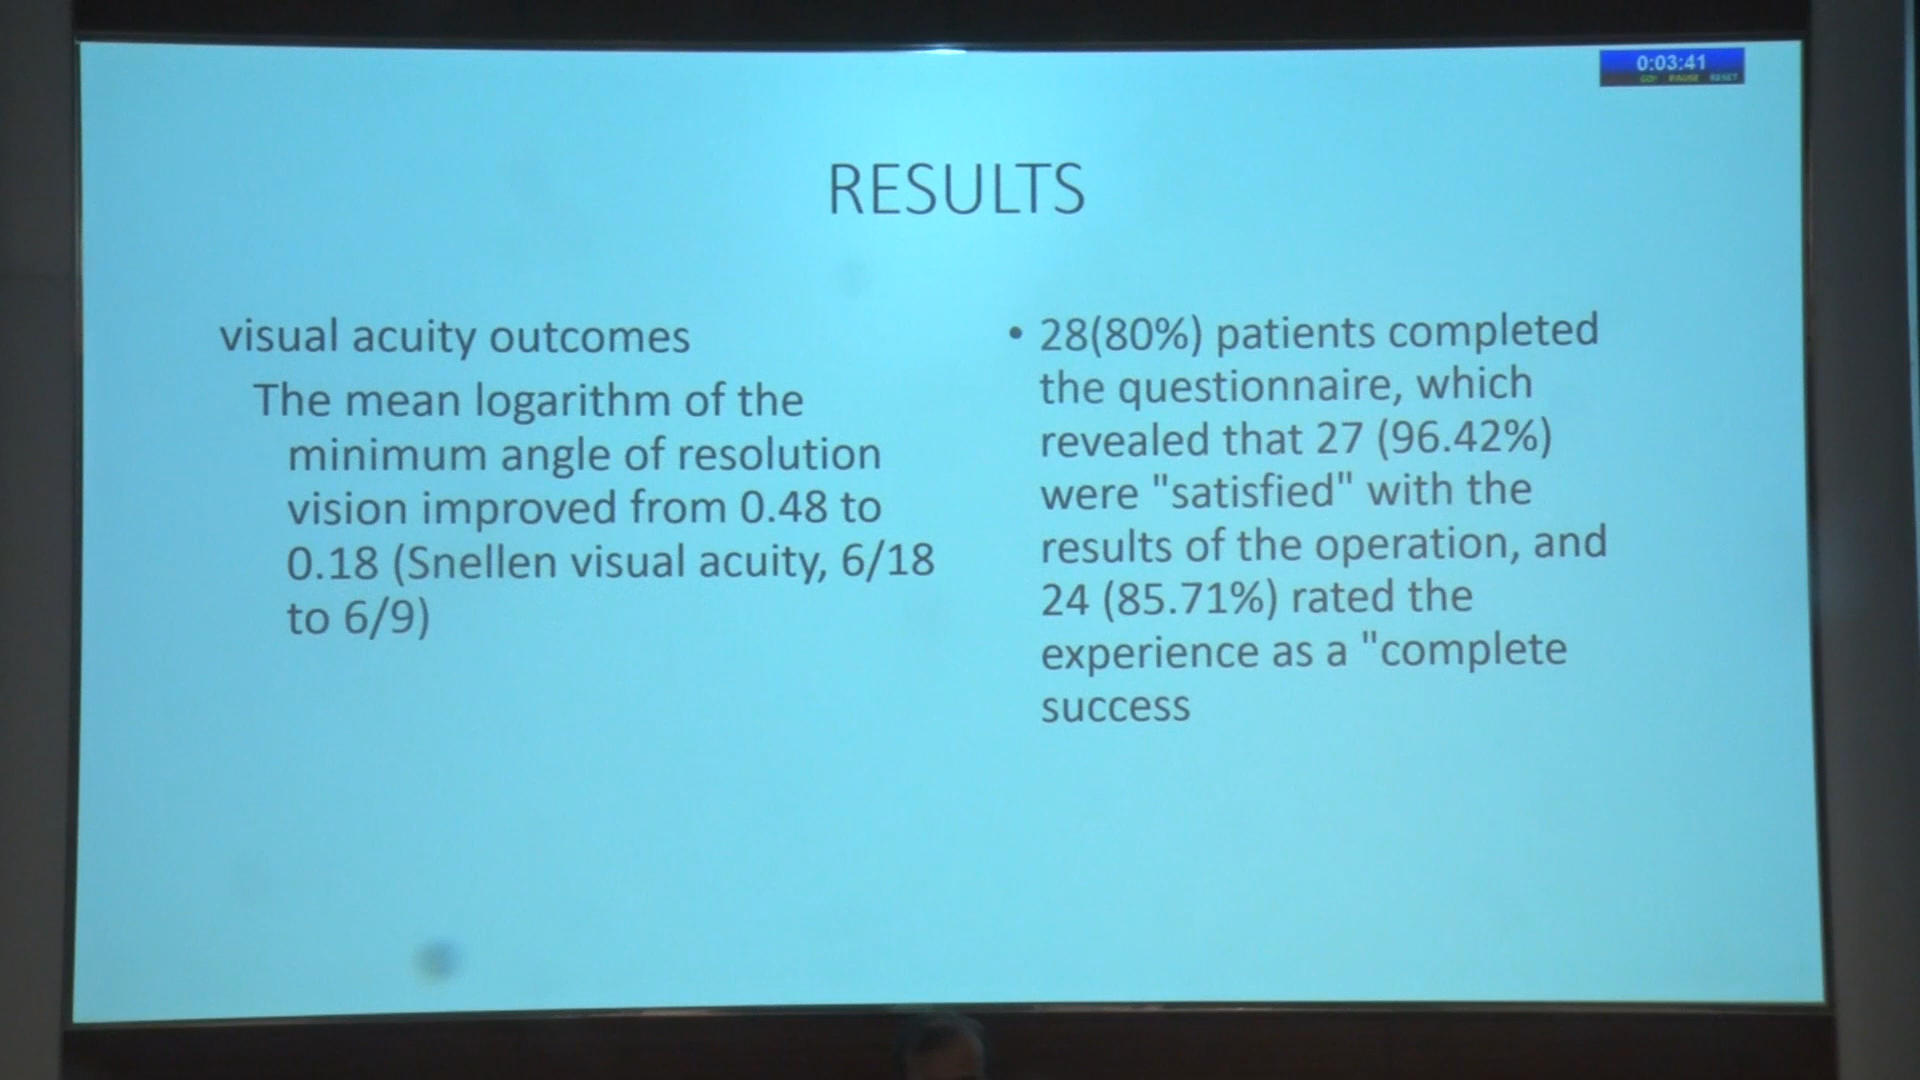 0:03:41
GO! PAUSE RESET
RESULTS
visual acuity outcomes
The mean logarithm of the
minimum angle of resolution
vision improved from 0.48 to
0.18 (Snellen visual acuity, 6/18
to 6/9)
• 28(80%) patients completed
the questionnaire, which
revealed that 27 (96.42%)
were "satisfied" with the
results of the operation, and
24 (85.71%) rated the
experience as a "complete
success